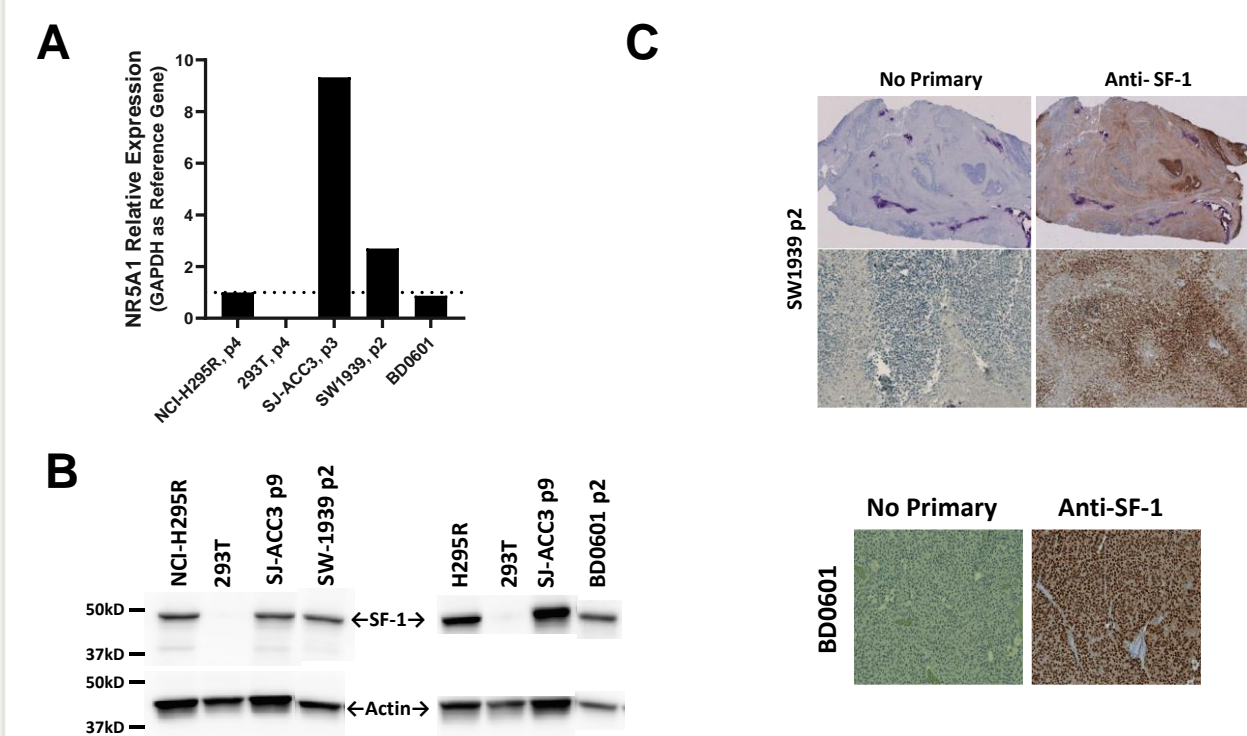 A
NR5A1 Relative Expression
(GAPDH as Reference Gene)
10
8
6
4
2
0
NCI-H295R, p4
293T, p4
SJ-ACC3, p3
SW1939, p2
BD0601
B
NCI-H295R
293T
SJ-ACC3 p9
SW-1939 p2
H295R
293T
SJ-ACC3 p9
BD0601 p2
50kD
←SF-1→
37kD
50kD
←Actin→
37kD
C
No Primary
Anti- SF-1
SW1939 p2
No Primary
Anti-SF-1
BD0601